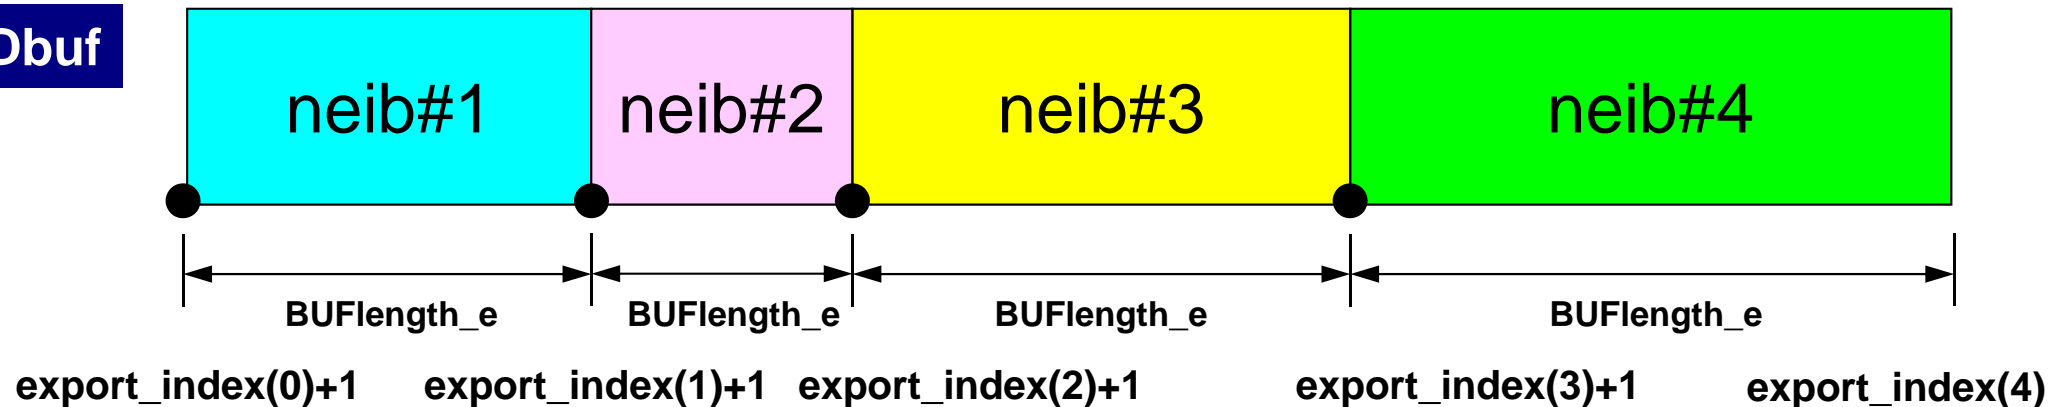 Dbuf
neib#1 neib#2 neib#3 neib#4
BUFlength_e BUFlength_e BUFlength_e BUFlength_e
export_index(0)+1 export_index(1)+1 export_index(2)+1 export_index(3)+1 export_index(4)